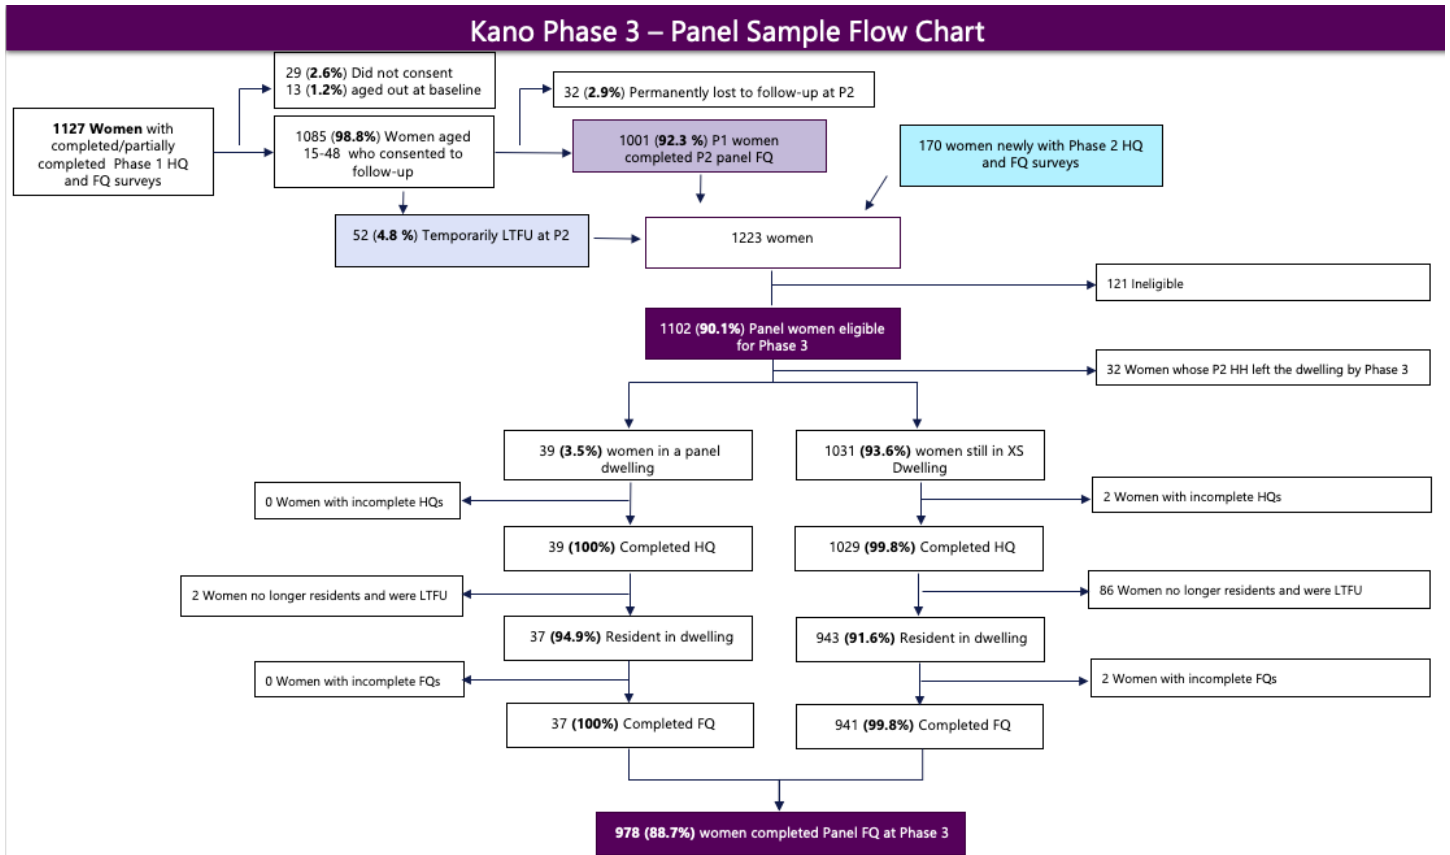 Kano Phase 3 – Panel Sample Flow Chart
29 (2.6%) Did not consent
13 (1.2%) aged out at baseline
32 (2.9%) Permanently lost to follow-up at P2
1127 Women with
completed/partially
completed Phase 1 HQ
and FQ surveys
1085 (98.8%) Women aged
15-48 who consented to
follow-up
1001 (92.3 %) P1 women
completed P2 panel FQ
170 women newly with Phase 2 HQ
and FQ surveys
52 (4.8 %) Temporarily LTFU at P2
1223 women
121 Ineligible
1102 (90.1%) Panel women eligible
for Phase 3
32 Women whose P2 HH left the dwelling by Phase 3
39 (3.5%) women in a panel
dwelling
1031 (93.6%) women still in XS
Dwelling
0 Women with incomplete HQs
2 Women with incomplete HQs
39 (100%) Completed HQ
1029 (99.8%) Completed HQ
2 Women no longer residents and were LTFU
86 Women no longer residents and were LTFU
37 (94.9%) Resident in dwelling
943 (91.6%) Resident in dwelling
0 Women with incomplete FQs
2 Women with incomplete FQs
37 (100%) Completed FQ
941 (99.8%) Completed FQ
978 (88.7%) women completed Panel FQ at Phase 3